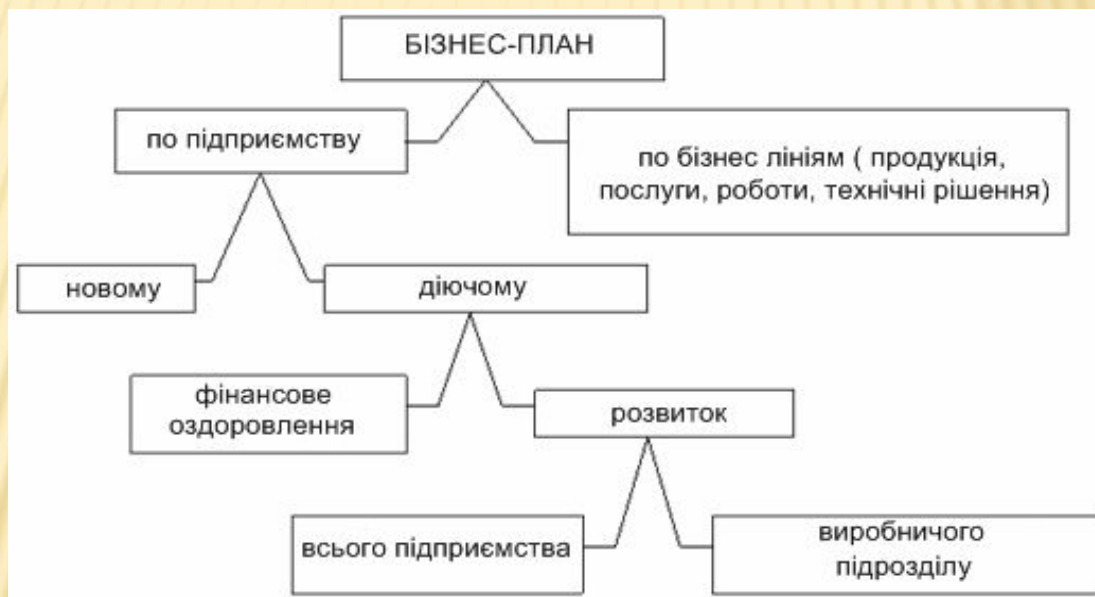 БІЗНЕС-ПЛАН
по підприємству
по бізнес лініям ( продукція,
послуги, роботи, технічні рішення)
новому
діючому
фінансове
оздоровлення
розвиток
всього підприємства
виробничого
підрозділу